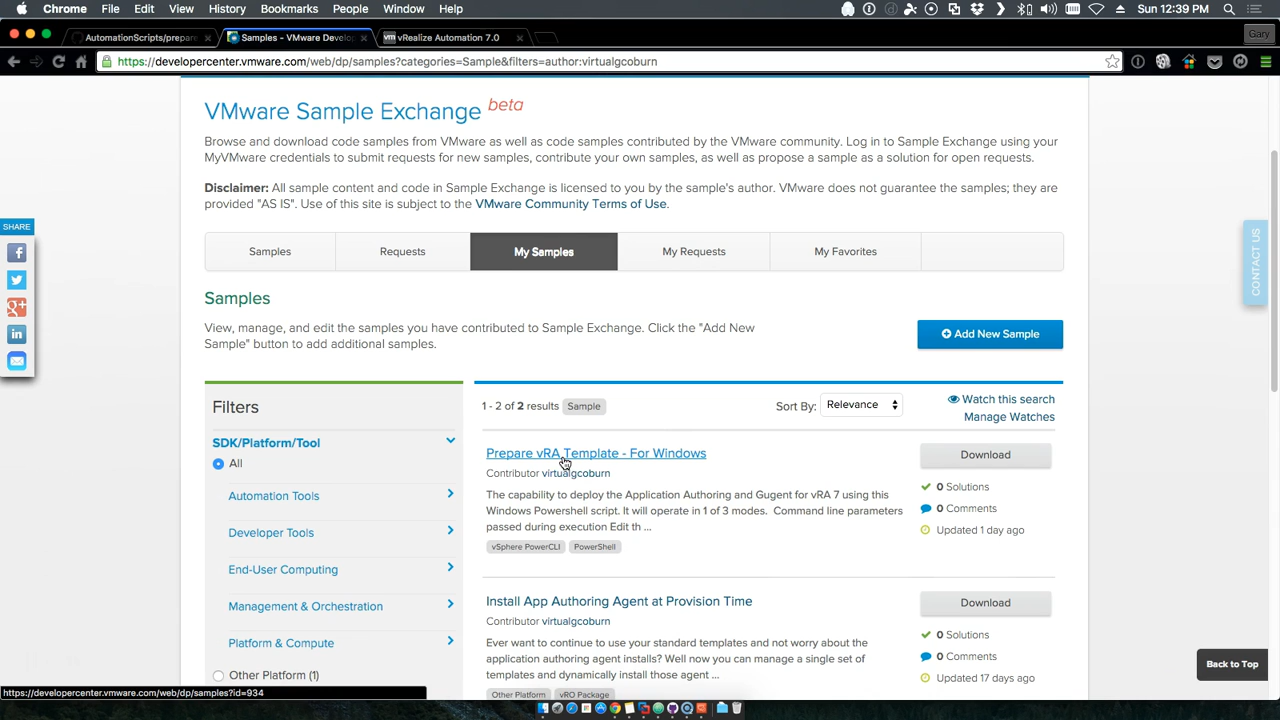 Chrome File Edit View History Bookmarks People Window Help Sun 12:39 PM
AutomationScripts/prepare
Samples - VMware Develo
vRealize Automation 7.0
Gary
https://developercenter.vmware.com/web/dp/samples?categories=Sample&filters=author:virtualgcoburn
VMware Sample Exchange beta
Browse and download code samples from VMware as well as code samples contributed by the VMware community. Log in to Sample Exchange using your
MyVMware credentials to submit requests for new samples, contribute your own samples, as well as propose a sample as a solution for open requests.
Disclaimer: All sample content and code in Sample Exchange is licensed to you by the sample's author. VMware does not guarantee the samples; they are
provided "AS IS". Use of this site is subject to the VMware Community Terms of Use.
SHARE
CONTACT US
Samples Requests My Samples My Requests My Favorites
Samples
View, manage, and edit the samples you have contributed to Sample Exchange. Click the "Add New
Sample" button to add additional samples.
Add New Sample
Filters
SDK/Platform/Tool
All
Automation Tools
Developer Tools
End-User Computing
Management & Orchestration
Platform & Compute
Other Platform (1)
1 - 2 of 2 results Sample
Sort By: Relevance
Watch this search
Manage Watches
Prepare vRA Template - For Windows
Contributor virtualgcoburn
The capability to deploy the Application Authoring and Gugent for vRA 7 using this
Windows Powershell script. It will operate in 1 of 3 modes. Command line parameters
passed during execution Edit th ...
vSphere PowerCLI PowerShell
Download
0 Solutions
0 Comments
Updated 1 day ago
Install App Authoring Agent at Provision Time
Contributor virtualgcoburn
Ever want to continue to use your standard templates and not worry about the
application authoring agent installs? Well now you can manage a single set of
templates and dynamically install those agent ...
Other Platform vRO Package
Download
0 Solutions
0 Comments
Updated 17 days ago
Back to Top
https://developercenter.vmware.com/web/dp/samples?id=934